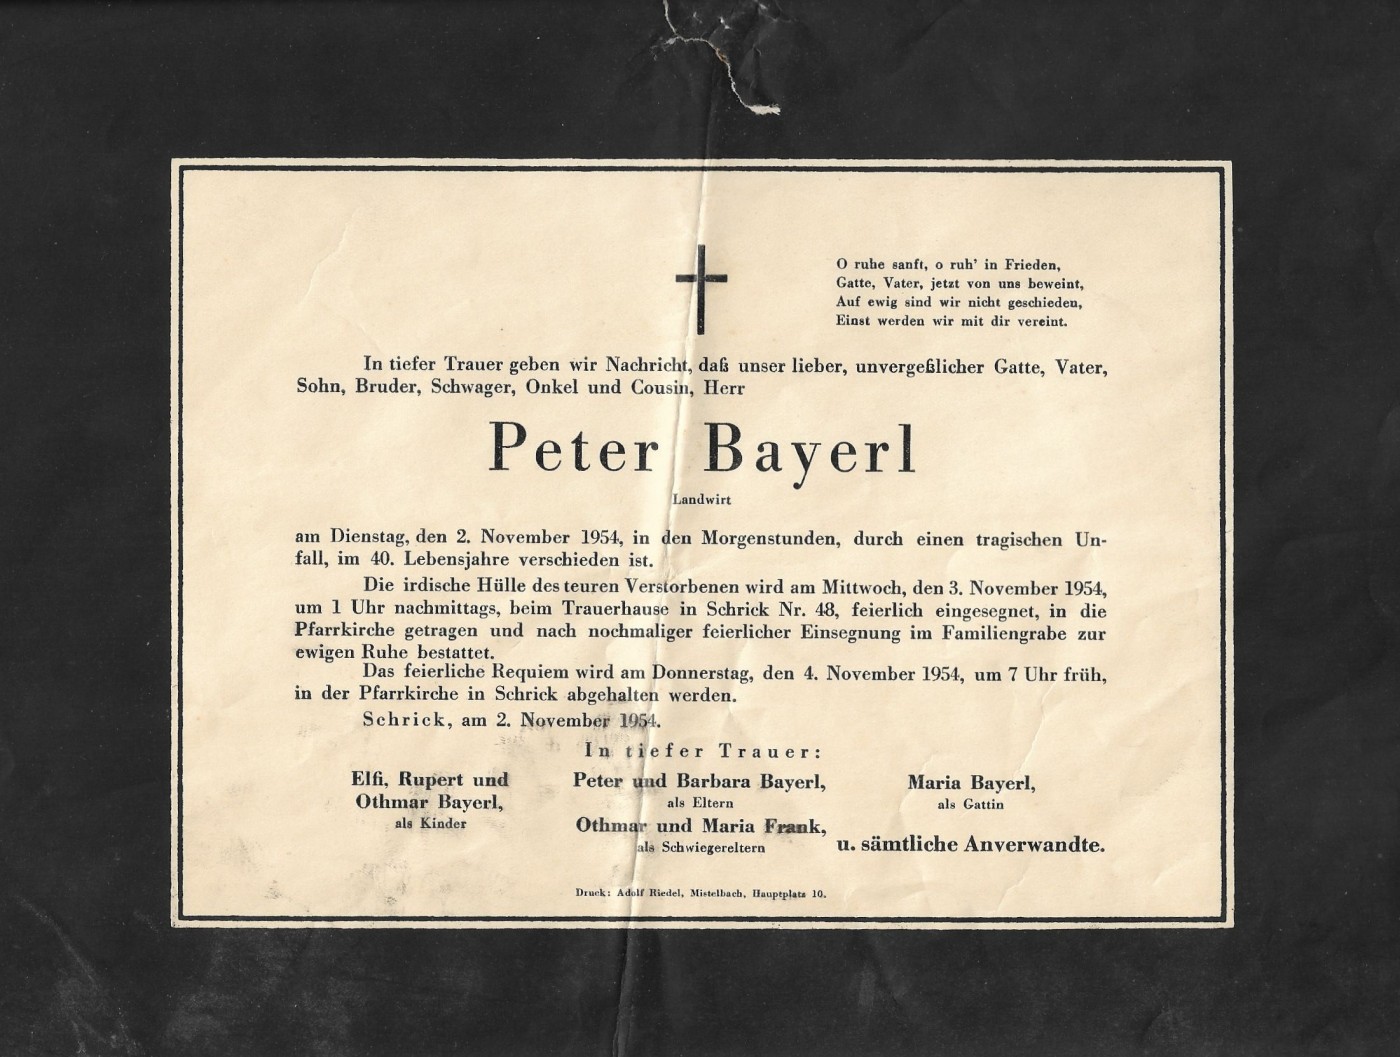 O ruhe sanft, o ruh' in Frieden,
Gatte, Vater, jetzt von uns beweint,
Auf ewig sind wir nicht geschieden,
Einst werden wir mit dir vereint.
In tiefer Trauer geben wir Nachricht, daß unser lieber, unvergeßlicher Gatte, Vater,
Sohn, Bruder, Schwager, Onkel und Cousin, Herr
Peter Bayerl
Landwirt
am Dienstag, den 2. November 1954, in den Morgenstunden, durch einen tragischen Un-
fall, im 40. Lebensjahre verschieden ist.
Die irdische Hülle des teuren Verstorbenen wird am Mittwoch, den 3. November 1954,
um 1 Uhr nachmittags, beim Trauerhause in Schrick Nr. 48, feierlich eingesegnet, in die
Pfarrkirche getragen und nach nochmaliger feierlicher Einsegnung im Familiengrabe zur
ewigen Ruhe bestattet.
Das feierliche Requiem wird am Donnerstag, den 4. November 1954, um 7 Uhr früh,
in der Pfarrkirche in Schrick abgehalten werden.
Schrick, am 2. November 1954.
In tiefer Trauer:
Elfi, Rupert und
Othmar Bayerl,
als Kinder
Peter und Barbara Bayerl,
als Eltern
Othmar und Maria Frank,
als Schwiegereltern
Maria Bayerl,
als Gattin
u. sämtliche Anverwandte.
Druck: Adolf Riedel, Mistelbach, Hauptplatz 10.